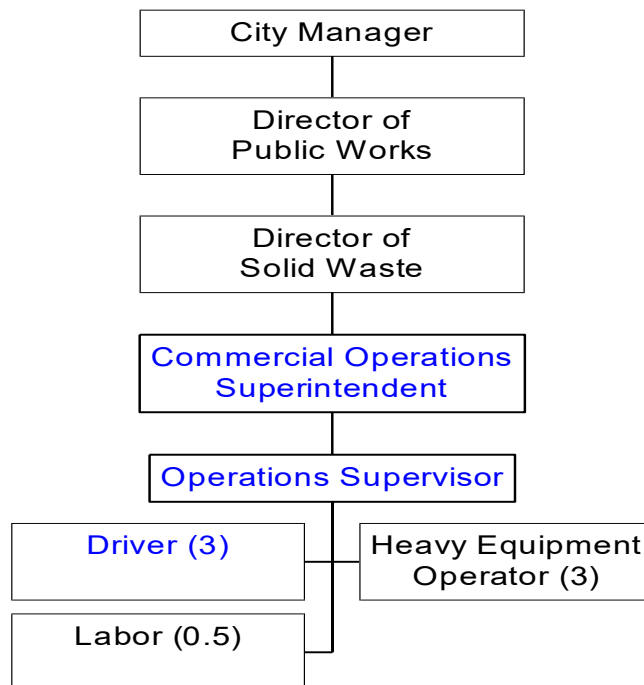 City Manager
Director of
Public Works
Director of
Solid Waste
Commercial Operations
Superintendent
Operations Supervisor
Driver (3)
Heavy Equipment
Operator (3)
Labor (0.5)